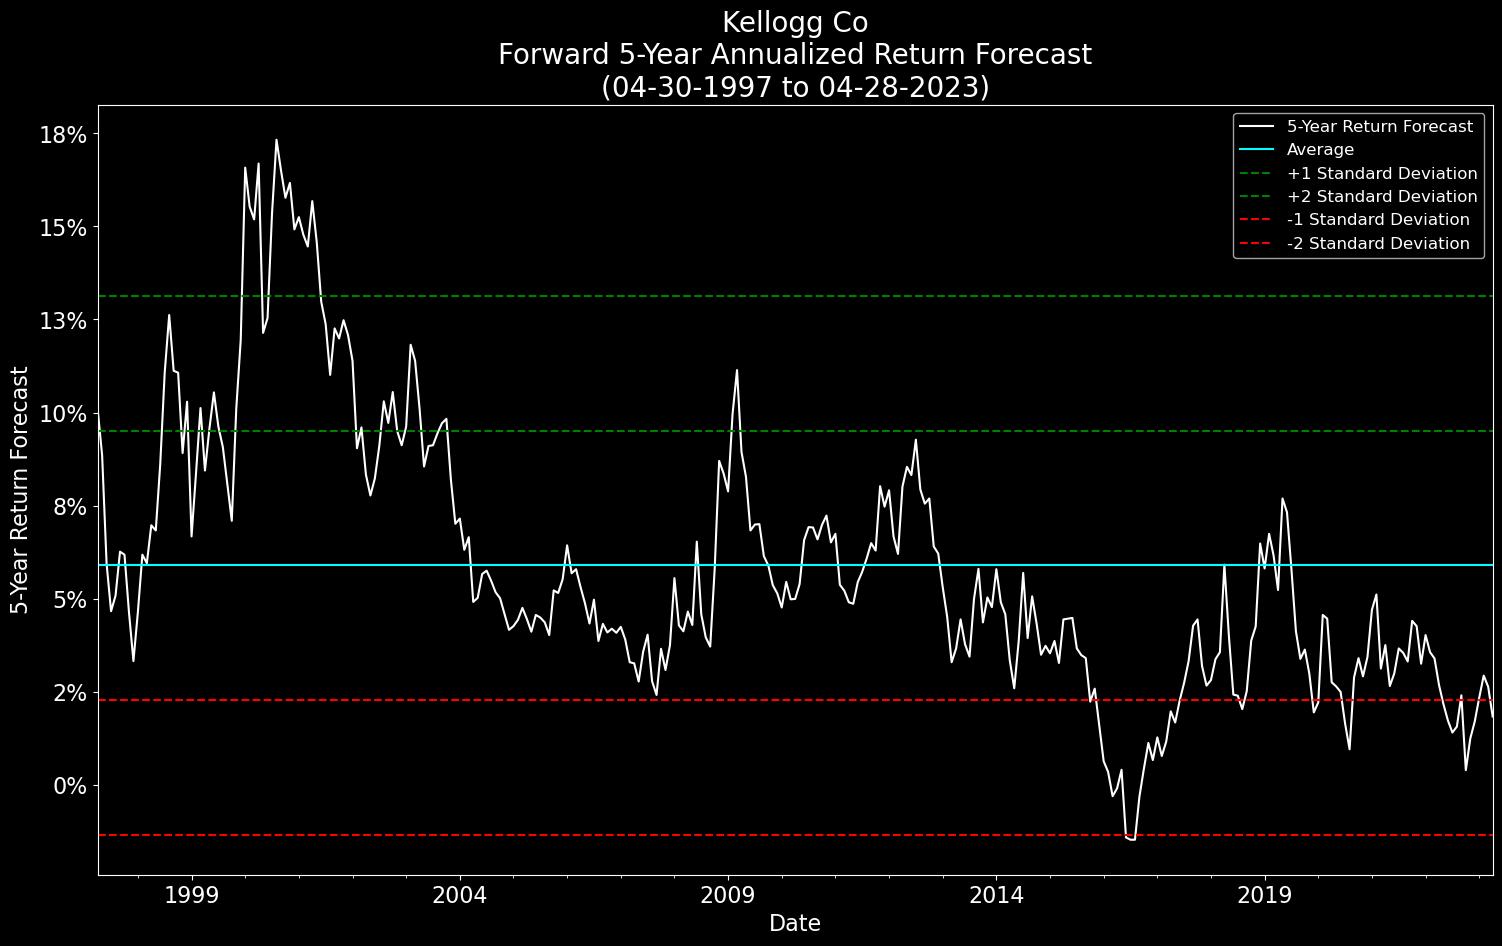 Kellogg Co
Forward 5-Year Annualized Return Forecast
(04-30-1997 to 04-28-2023)
5-Year Return Forecast
Average
+1 Standard Deviation
+2 Standard Deviation
-1 Standard Deviation
-2 Standard Deviation
18%
15%
13%
10%
8%
5%
2%
0%
5-Year Return Forecast
1999
2004
2009
2014
2019
Date